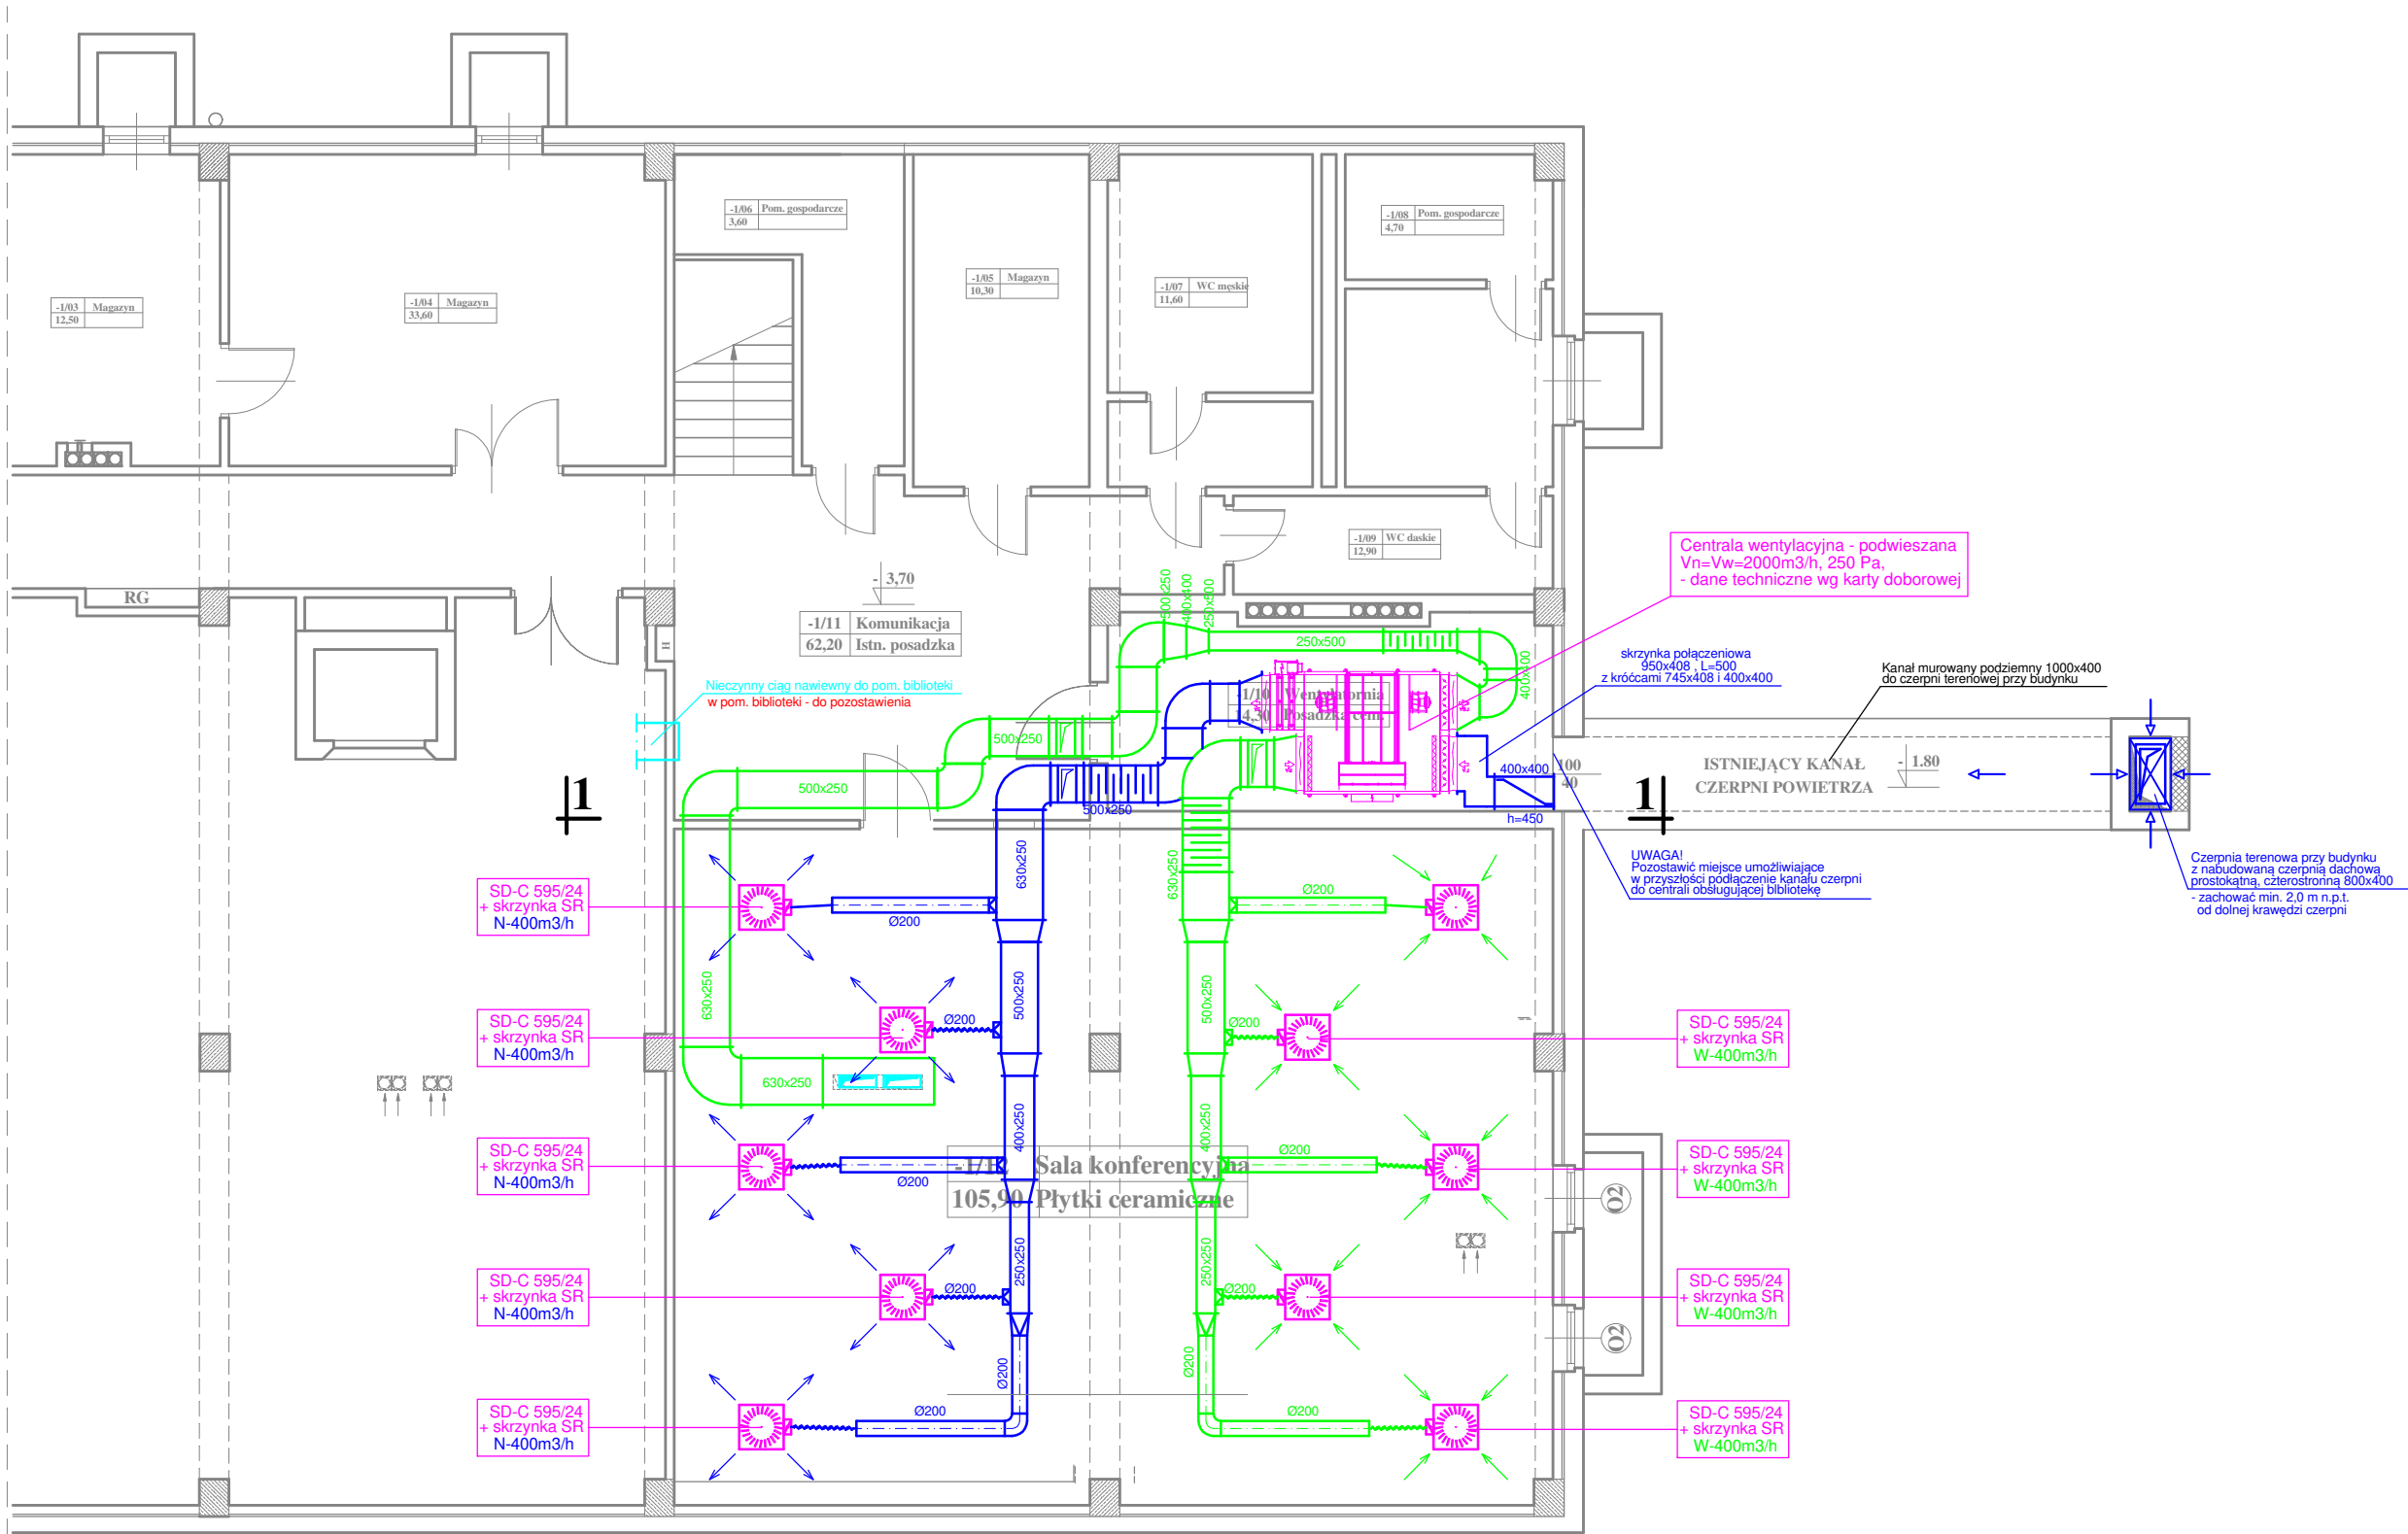 -1/06 Pom. gospodarcze
3,60
-1/08 Pom. gospodarcze
4,70
-1/03 Magazyn
12,50
-1/04 Magazyn
33,60
-1/05 Magazyn
10,30
-1/07 WC męskie
11,60
-1/09 WC daskie
12,90
Centrala wentylacyjna - podwieszana
Vn=Vw=2000m3/h, 250 Pa,
- dane techniczne wg karty doborowej
RG
- 3,70
-1/11 Komunikacja
62,20 Istn. posadzka
H
500x250
400x400
250x500
250x500
400x400
skrzynka połączeniowa
950x408 , L=500
z króćcami 745x408 i 400x400
Kanał murowany podziemny 1000x400
do czerpni terenowej przy budynku
Nieczynny ciąg nawiewny do pom. biblioteki
w pom. biblioteki - do pozostawienia
-1/10 Wentylatornia
14,30 Posadzka cem.
500x250
500x250
500x250
400x400
100
40
h=450
ISTNIEJĄCY KANAŁ
CZERPNI POWIETRZA
- 1.80
1
1
UWAGA!
Pozostawić miejsce umożliwiające
w przyszłości podłączenie kanału czerpni
do centrali obsługującej bibliotekę
Czerpnia terenowa przy budynku
z nabudowaną czerpnią dachową
prostokątną, czterostronną 800x400
- zachować min. 2,0 m n.p.t.
od dolnej krawędzi czerpni
SD-C 595/24
+ skrzynka SR
N-400m3/h
Ø200
630x250
630x250
Ø200
SD-C 595/24
+ skrzynka SR
N-400m3/h
630x250
Ø200
500x250
500x250
Ø200
SD-C 595/24
+ skrzynka SR
W-400m3/h
630x250
SD-C 595/24
+ skrzynka SR
N-400m3/h
Ø200
400x250
400x250
Ø200
SD-C 595/24
+ skrzynka SR
W-400m3/h
Sala konferencyjna
105,90 Płytki ceramiczne
O2
SD-C 595/24
+ skrzynka SR
N-400m3/h
Ø200
250x250
250x250
Ø200
SD-C 595/24
+ skrzynka SR
W-400m3/h
O2
SD-C 595/24
+ skrzynka SR
N-400m3/h
Ø200
Ø200
Ø200
Ø200
SD-C 595/24
+ skrzynka SR
W-400m3/h